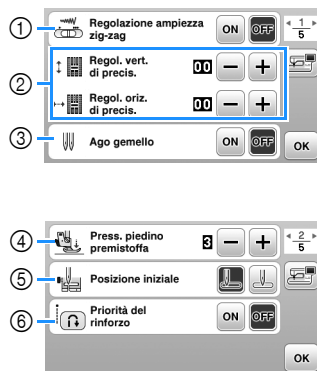 ① Regolazione ampiezza
zig-zag ON OFF 1
5
② Regol. vert.
di precis. 00 − +
Regol. oriz.
di precis. 00 − +
③ Ago gemello ON OFF OK
④ Press. piedino
premistoffa 3 − + 2
5
⑤ Posizione iniziale
⑥ Priorità del
rinforzo ON OFF
OK